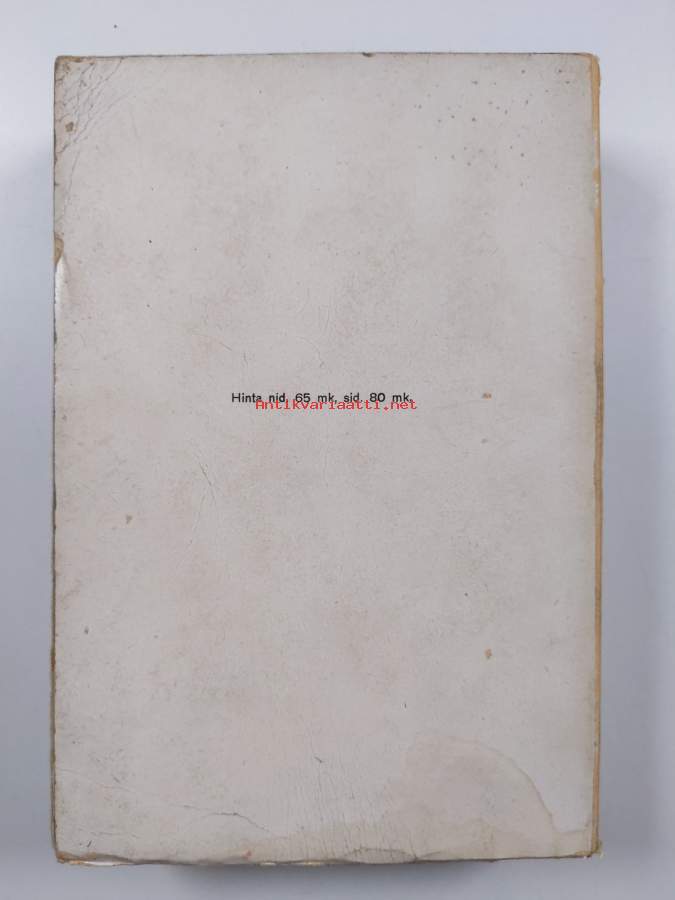 Hinta nid. 65 mk, sid. 80 mk.
Antikvariaatti.net